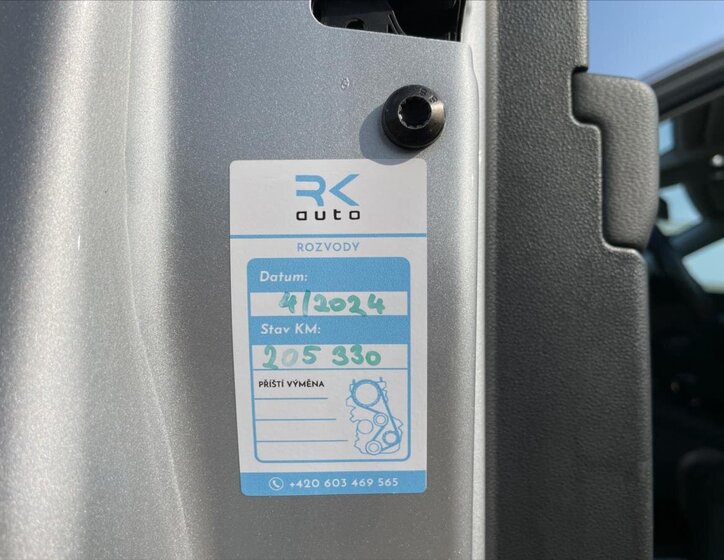 RK
auto
ROZVODY
Datum:
4/2024
Stav KM:
205 330
PŘÍŠTÍ VÝMĚNA
+420 603 469 565